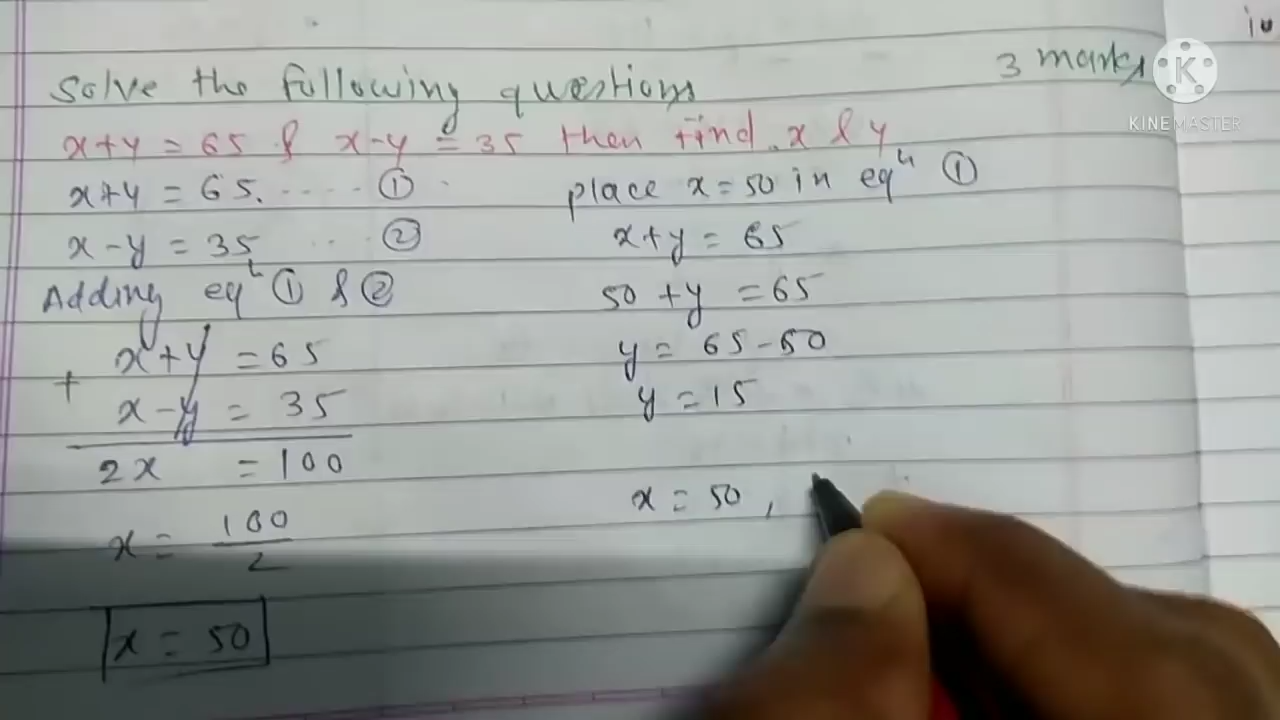 in
3 marks
K
KINEMASTER
Solve the following questions
x+y = 65 & x-y = 35 then find x & y
x+y = 65. ..... ①
x-y = 35 ... ②
Adding eqⁿ ① & ②
x+y = 65
+
x-y = 35
2x = 100
x = 100/2
x = 50
place x=50 in eqⁿ ①
x+y = 65
50+y = 65
y = 65-50
y = 15
x = 50,